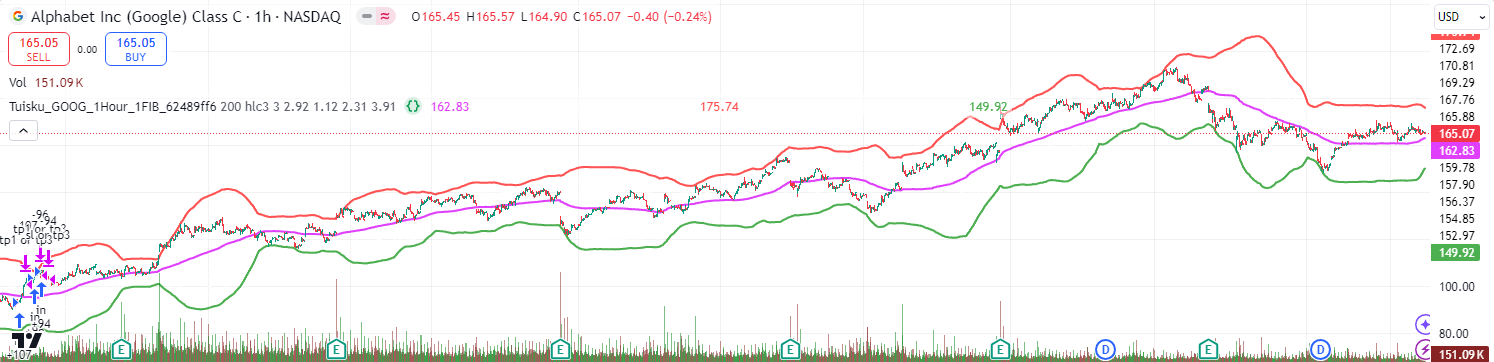 Alphabet Inc (Google) Class C · 1h · NASDAQ O165.45 H165.57 L164.90 C165.07 −0.40 (−0.24%)
USD
165.05
SELL
0.00
165.05
BUY
Vol 151.09K
Tuisku_GOOG_1Hour_1FIB_62489ff6 200 hlc3 3 2.92 1.12 2.31 3.91 {} 162.83 175.74 149.92
172.69
170.81
169.29
167.76
165.88
165.07
162.83
159.78
157.90
156.37
154.85
152.97
149.92
100.00
80.00
151.09K
-96
in
E
E
E
E
E
D
E
D